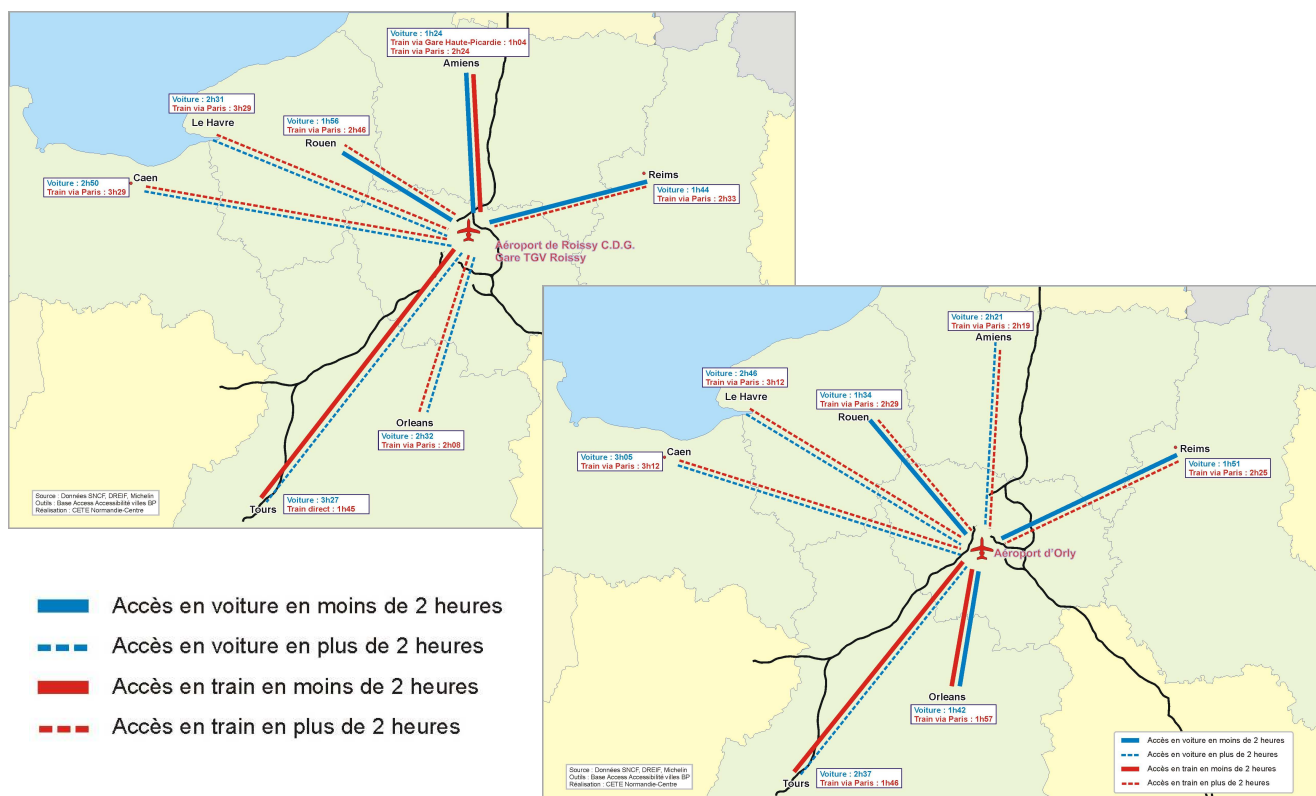 Voiture : 1h24
Train via Gare Haute-Picardie : 1h04
Train via Paris : 2h24
Amiens
Voiture : 2h31
Train via Paris : 3h29
Le Havre
Voiture : 1h56
Train via Paris : 2h46
Rouen
Caen
Voiture : 2h50
Train via Paris : 3h29
Reims
Voiture : 1h44
Train via Paris : 2h33
Aéroport de Roissy C.D.G.
Gare TGV Roissy
Orleans
Voiture : 2h32
Train via Paris : 2h08
Voiture : 3h27
Train direct : 1h45
Tours
Source : Données SNCF, DREIF, Michelin
Outils : Base Access Accessibilité villes BP
Réalisation : CETE Normandie-Centre
Voiture : 2h21
Train via Paris : 2h19
Amiens
Voiture : 2h46
Train via Paris : 3h12
Le Havre
Voiture : 1h34
Train via Paris : 2h29
Rouen
Caen
Voiture : 3h05
Train via Paris : 3h12
Reims
Voiture : 1h51
Train via Paris : 2h25
Aéroport d'Orly
Orleans
Voiture : 1h42
Train via Paris : 1h57
Voiture : 2h37
Train via Paris : 1h46
Tours
Source : Données SNCF, DREIF, Michelin
Outils : Base Access Accessibilité villes BP
Réalisation : CETE Normandie-Centre
Accès en voiture en moins de 2 heures
Accès en voiture en plus de 2 heures
Accès en train en moins de 2 heures
Accès en train en plus de 2 heures
Accès en voiture en moins de 2 heures
Accès en voiture en plus de 2 heures
Accès en train en moins de 2 heures
Accès en train en plus de 2 heures